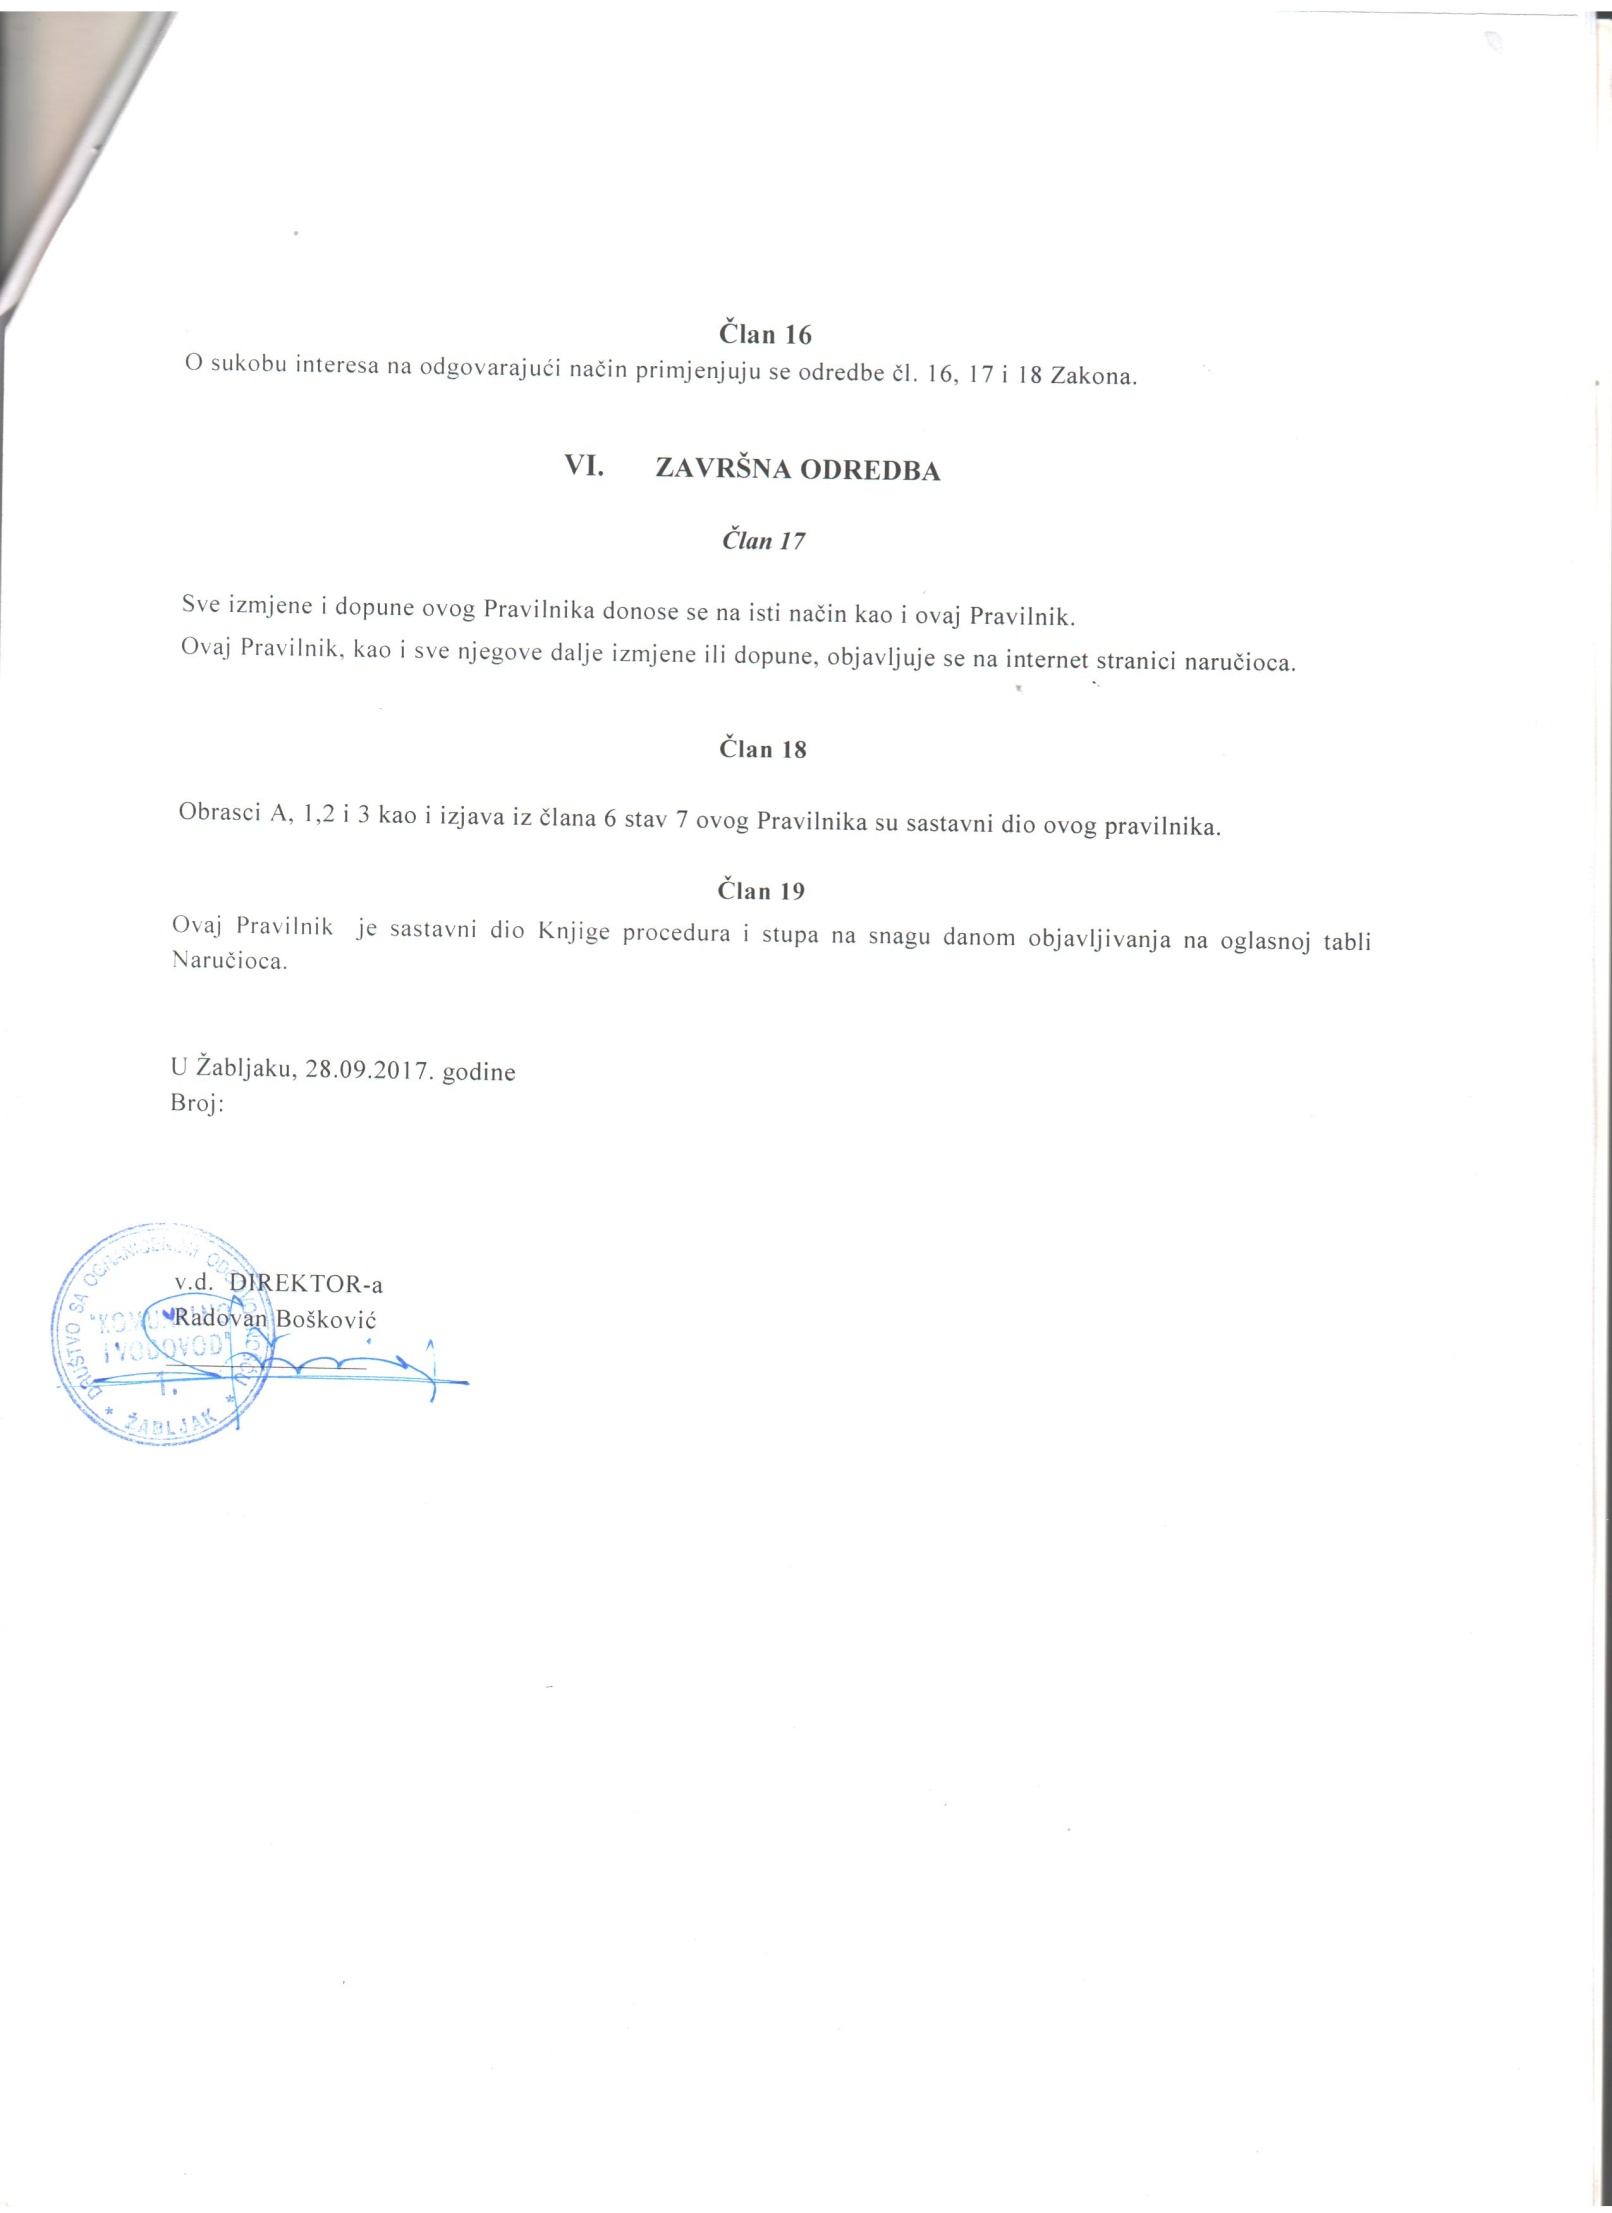 Član 16
O sukobu interesa na odgovarajući način primjenjuju se odredbe čl. 16, 17 i 18 Zakona.
VI. ZAVRŠNA ODREDBA
Član 17
Sve izmjene i dopune ovog Pravilnika donose se na isti način kao i ovaj Pravilnik.
Ovaj Pravilnik, kao i sve njegove dalje izmjene ili dopune, objavljuje se na internet stranici naručioca.
Član 18
Obrasci A, 1,2 i 3 kao i izjava iz člana 6 stav 7 ovog Pravilnika su sastavni dio ovog pravilnika.
Član 19
Ovaj Pravilnik je sastavni dio Knjige procedura i stupa na snagu danom objavljivanja na oglasnoj tabli
Naručioca.
U Žabljaku, 28.09.2017. godine
Broj:
v.d. DIREKTOR-a
Radovan Bošković
DRUŠTVO SA OGRANIČENOM
I VODOVOD"
1.
* ŽABLJAK *